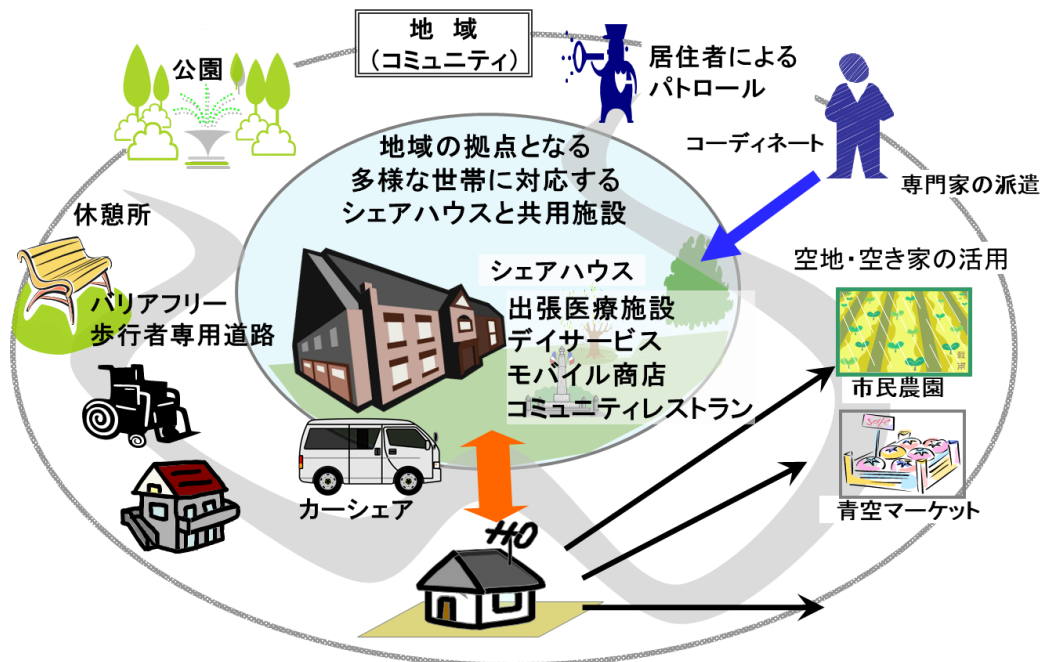 地 域
（コミュニティ）
公園
居住者による
パトロール
コーディネート
専門家の派遣
地域の拠点となる
多様な世帯に対応する
シェアハウスと共用施設
休憩所
バリアフリー
歩行者専用道路
シェアハウス
出張医療施設
デイサービス
モバイル商店
コミュニティレストラン
空地・空き家の活用
市民農園
Safe
青空マーケット
カーシェア